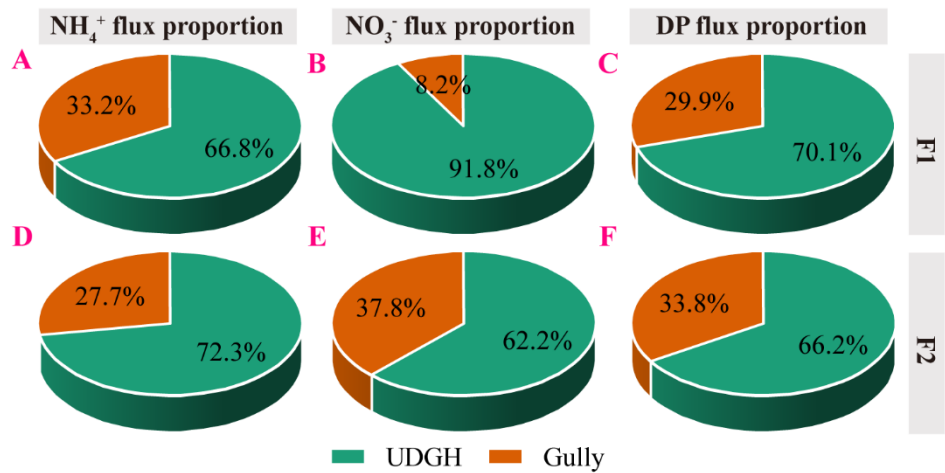 NH₄⁺ flux proportion
NO₃⁻ flux proportion
DP flux proportion
A
33.2%
66.8%
B
8.2%
91.8%
C
29.9%
70.1%
F1
D
27.7%
72.3%
E
37.8%
62.2%
F
33.8%
66.2%
F2
UDGH
Gully